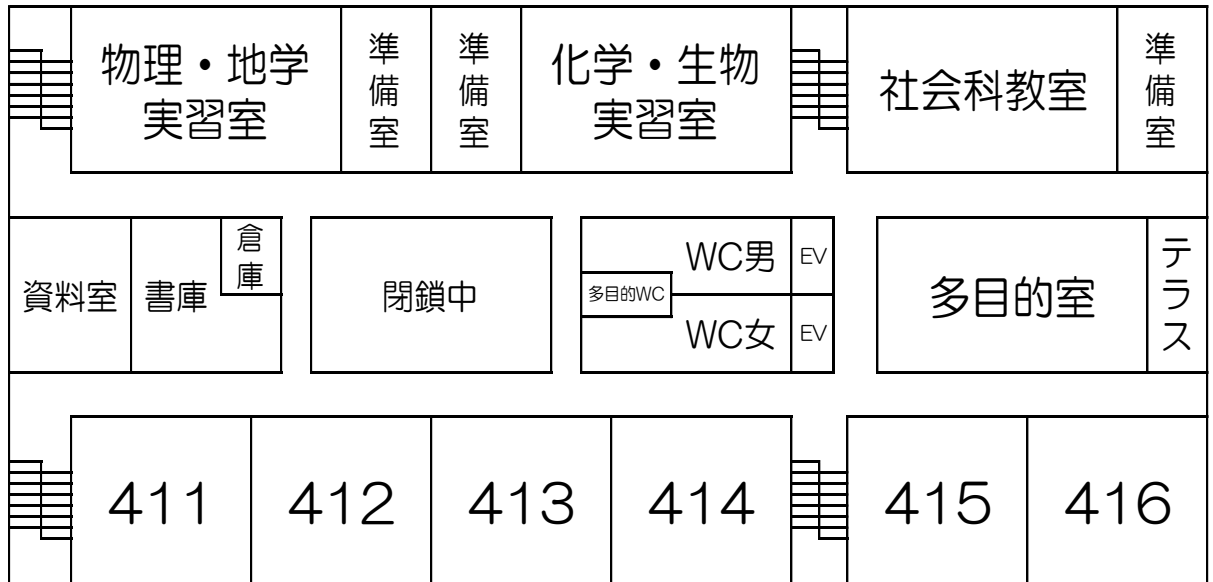 物理・地学
実習室
準備室
準備室
化学・生物
実習室
社会科教室
準備室
資料室
書庫
倉庫
閉鎖中
WC男
EV
多目的WC
WC女
EV
多目的室
テラス
411
412
413
414
415
416